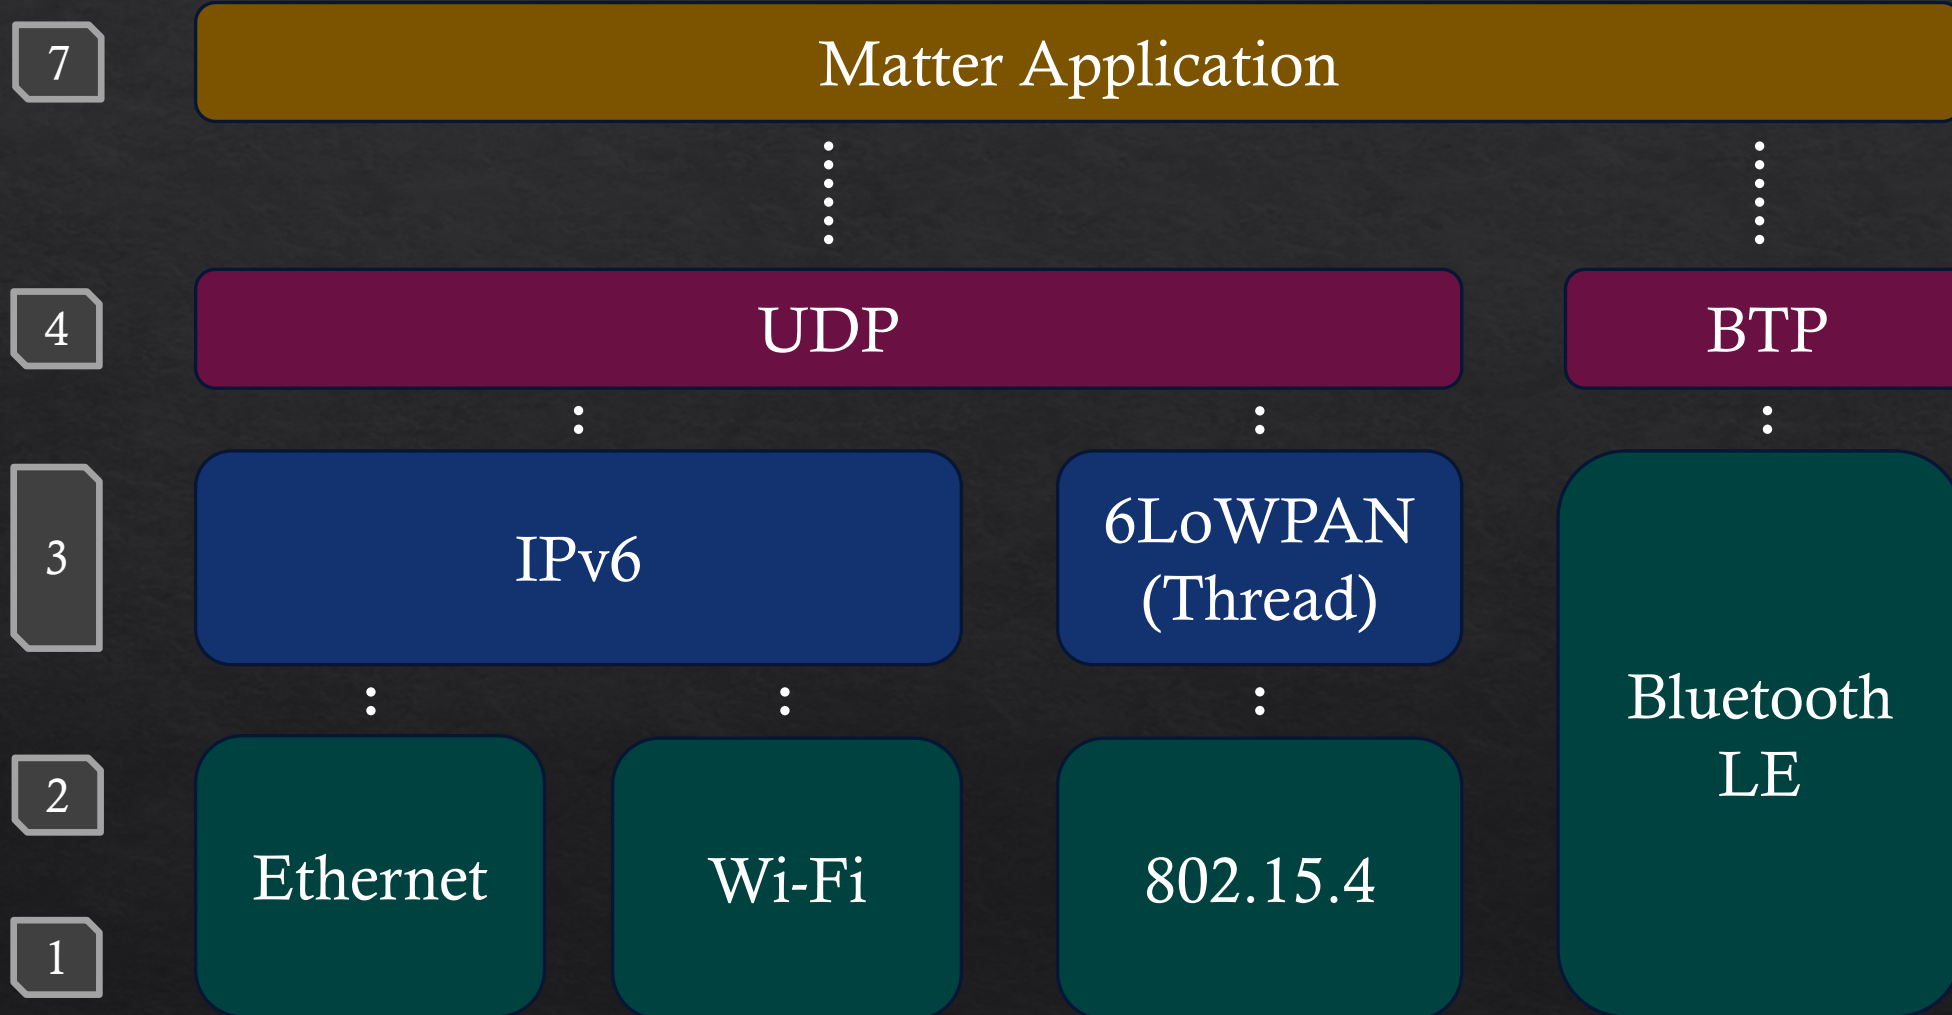 7
Matter Application
4
UDP
BTP
3
IPv6
6LoWPAN
(Thread)
Bluetooth
LE
2
Ethernet
Wi-Fi
802.15.4
1